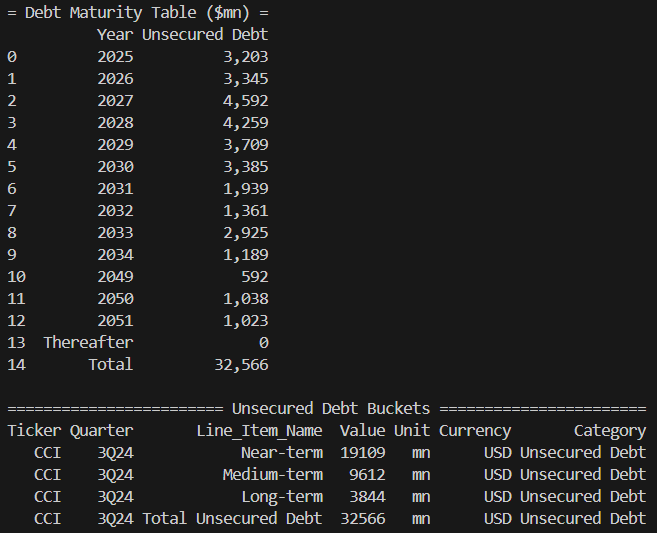 = Debt Maturity Table ($mn) =
Year Unsecured Debt
0 2025 3,203
1 2026 3,345
2 2027 4,592
3 2028 4,259
4 2029 3,709
5 2030 3,385
6 2031 1,939
7 2032 1,361
8 2033 2,925
9 2034 1,189
10 2049 592
11 2050 1,038
12 2051 1,023
13 Thereafter 0
14 Total 32,566
======================== Unsecured Debt Buckets =======================
Ticker Quarter Line_Item_Name Value Unit Currency Category
CCI 3Q24 Near-term 19109 mn USD Unsecured Debt
CCI 3Q24 Medium-term 9612 mn USD Unsecured Debt
CCI 3Q24 Long-term 3844 mn USD Unsecured Debt
CCI 3Q24 Total Unsecured Debt 32566 mn USD Unsecured Debt